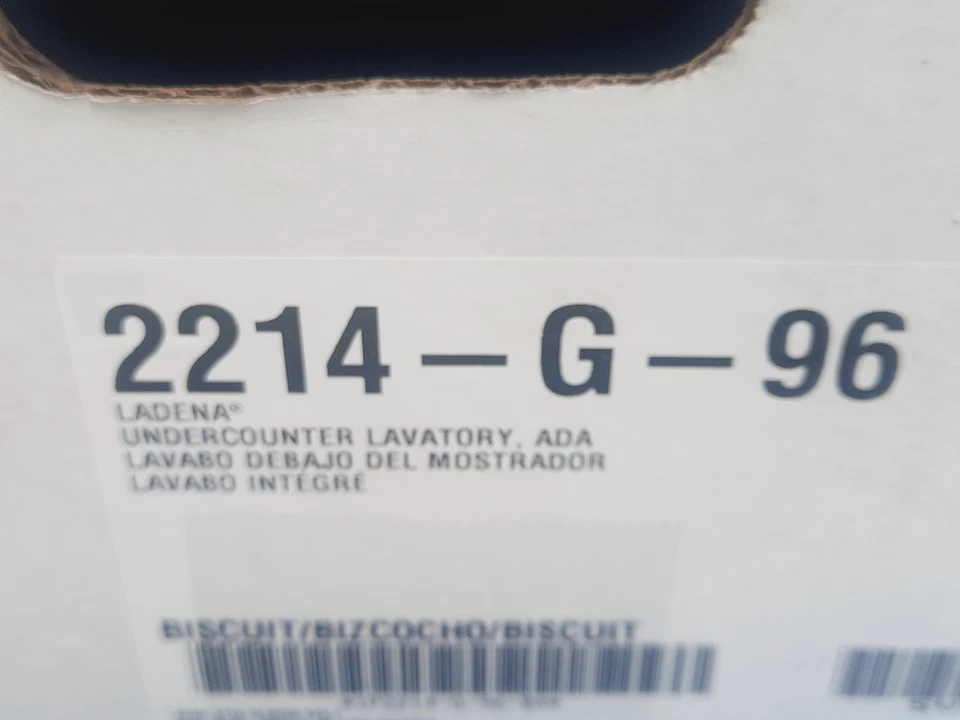 2214-G-96
LADENA®
UNDERCOUNTER LAVATORY, ADA
LAVABO DEBAJO DEL MOSTRADOR
LAVABO INTÉGRÉ
BISCUIT/BIZCOCHO/BISCUIT